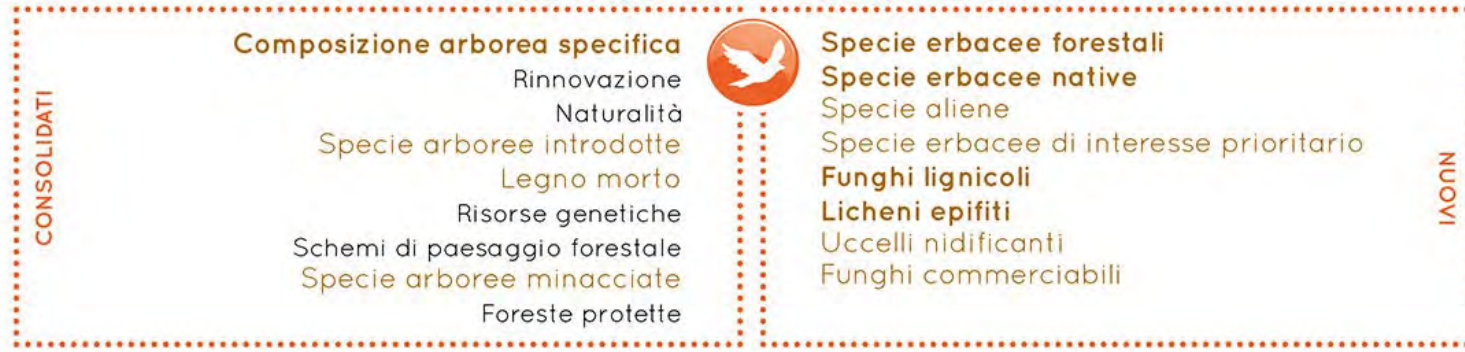 CONSOLIDATI
Composizione arborea specifica
Rinnovazione
Naturalità
Specie arboree introdotte
Legno morto
Risorse genetiche
Schemi di paesaggio forestale
Specie arboree minacciate
Foreste protette
Specie erbacee forestali
Specie erbacee native
Specie aliene
Specie erbacee di interesse prioritario
Funghi lignicoli
Licheni epifiti
Uccelli nidificanti
Funghi commerciabili
NUOVI